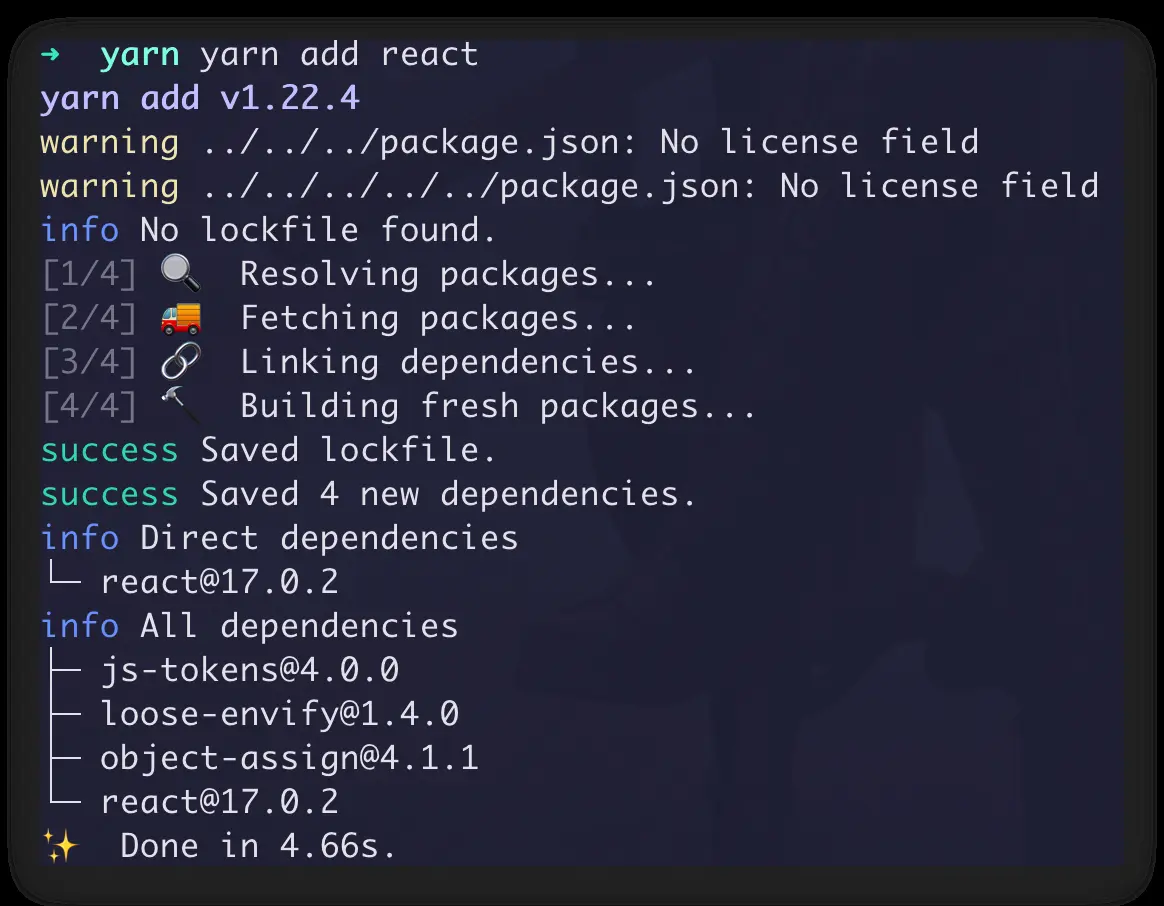 ➜ yarn yarn add react
yarn add v1.22.4
warning ../../../package.json: No license field
warning ../../../../../package.json: No license field
info No lockfile found.
[1/4] 🔍 Resolving packages...
[2/4] 🚚 Fetching packages...
[3/4] 🔗 Linking dependencies...
[4/4] 🔨 Building fresh packages...
success Saved lockfile.
success Saved 4 new dependencies.
info Direct dependencies
└─ react@17.0.2
info All dependencies
├─ js-tokens@4.0.0
├─ loose-envify@1.4.0
├─ object-assign@4.1.1
└─ react@17.0.2
✨ Done in 4.66s.